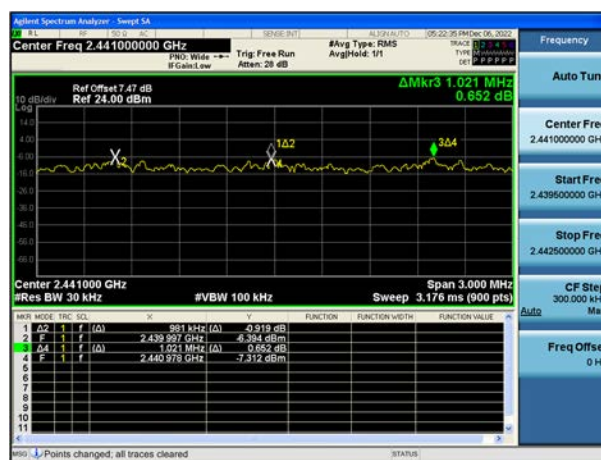 Agilent Spectrum Analyzer - Swept SA
RL RF 50 Ω AC SENSE:INT ALIGN AUTO 05:22:35 PM Dec 06, 2022
Center Freq 2.441000000 GHz
PNO: Wide
IFGain:Low
Trig: Free Run
Atten: 28 dB
#Avg Type: RMS
Avg|Hold: 1/1
TRACE 1 2 3 4 5 6
TYPE
DET P P P P P P
Frequency
Auto Tun
Center Fre
2.441000000 GH
Start Fre
2.439500000 GH
Stop Fre
2.442500000 GH
CF Ste
300.000 kH
Auto Ma
Freq Offse
0 H
Ref Offset 7.47 dB
Ref 24.00 dBm
10 dB/div
Log
ΔMkr3 1.021 MHz
0.652 dB
14.0
4.00
-6.00
-16.0
-26.0
-36.0
-46.0
-56.0
-66.0
2
1Δ2
4
3Δ4
Center 2.441000 GHz
#Res BW 30 kHz
#VBW 100 kHz
Span 3.000 MHz
Sweep 3.176 ms (900 pts)
MKR MODE TRC SCL X Y FUNCTION FUNCTION WIDTH FUNCTION VALUE
1 Δ2 1 f (Δ) 981 kHz (Δ) -0.919 dB
2 F 1 f 2.439 997 GHz -6.394 dBm
3 Δ4 1 f (Δ) 1.021 MHz (Δ) 0.652 dB
4 F 1 f 2.440 978 GHz -7.312 dBm
5
6
7
8
9
10
11
MSG Points changed; all traces cleared STATUS